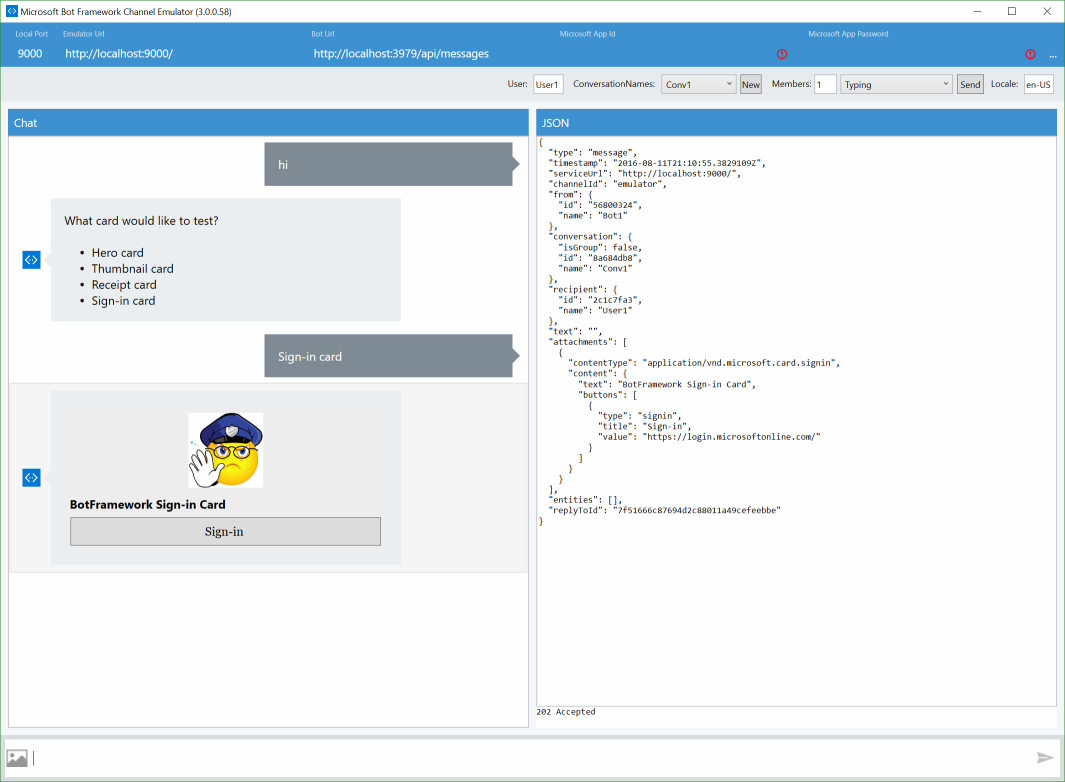 Microsoft Bot Framework Channel Emulator (3.0.0.58)
Local Port Emulator Url Bot Url Microsoft App Id Microsoft App Password
9000 http://localhost:9000/ http://localhost:3979/api/messages ...
User: User1 ConversationNames: Conv1 New Members: 1 Typing Send Locale: en-US
Chat
hi
What card would like to test?
• Hero card
• Thumbnail card
• Receipt card
• Sign-in card
Sign-in card
BotFramework Sign-in Card
Sign-in
JSON
{
  "type": "message",
  "timestamp": "2016-08-11T21:10:55.3829109Z",
  "serviceUrl": "http://localhost:9000/",
  "channelId": "emulator",
  "from": {
    "id": "56800324",
    "name": "Bot1"
  },
  "conversation": {
    "isGroup": false,
    "id": "8a684db8",
    "name": "Conv1"
  },
  "recipient": {
    "id": "2c1c7fa3",
    "name": "User1"
  },
  "text": "",
  "attachments": [
    {
      "contentType": "application/vnd.microsoft.card.signin",
      "content": {
        "text": "BotFramework Sign-in Card",
        "buttons": [
          {
            "type": "signin",
            "title": "Sign-in",
            "value": "https://login.microsoftonline.com/"
          }
        ]
      }
    }
  ],
  "entities": [],
  "replyToId": "7f51666c87694d2c88011a49cefeebbe"
}
202 Accepted